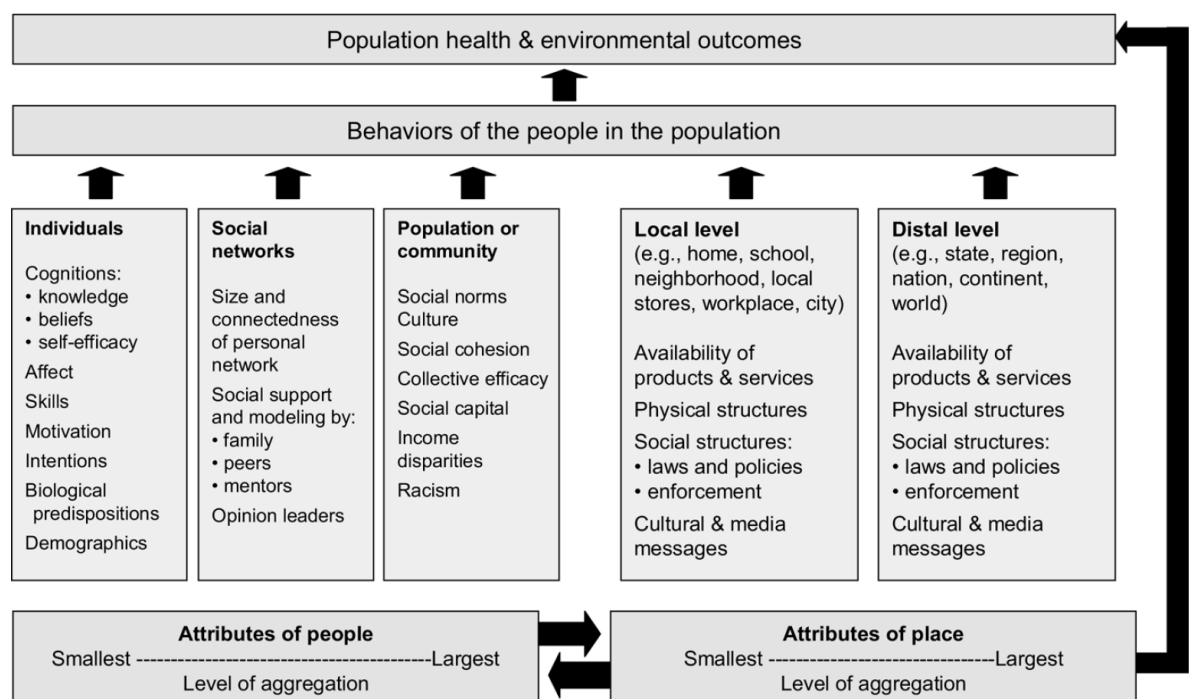 Population health & environmental outcomes
Behaviors of the people in the population
Individuals
Cognitions:
• knowledge
• beliefs
• self-efficacy
Affect
Skills
Motivation
Intentions
Biological
predispositions
Demographics
Social
networks
Size and
connectedness
of personal
network
Social support
and modeling by:
• family
• peers
• mentors
Opinion leaders
Population or
community
Social norms
Culture
Social cohesion
Collective efficacy
Social capital
Income
disparities
Racism
Local level
(e.g., home, school,
neighborhood, local
stores, workplace, city)
Availability of
products & services
Physical structures
Social structures:
• laws and policies
• enforcement
Cultural & media
messages
Distal level
(e.g., state, region,
nation, continent,
world)
Availability of
products & services
Physical structures
Social structures:
• laws and policies
• enforcement
Cultural & media
messages
Attributes of people
Smallest -------------------------------------------Largest
Level of aggregation
Attributes of place
Smallest ---------------------------------Largest
Level of aggregation